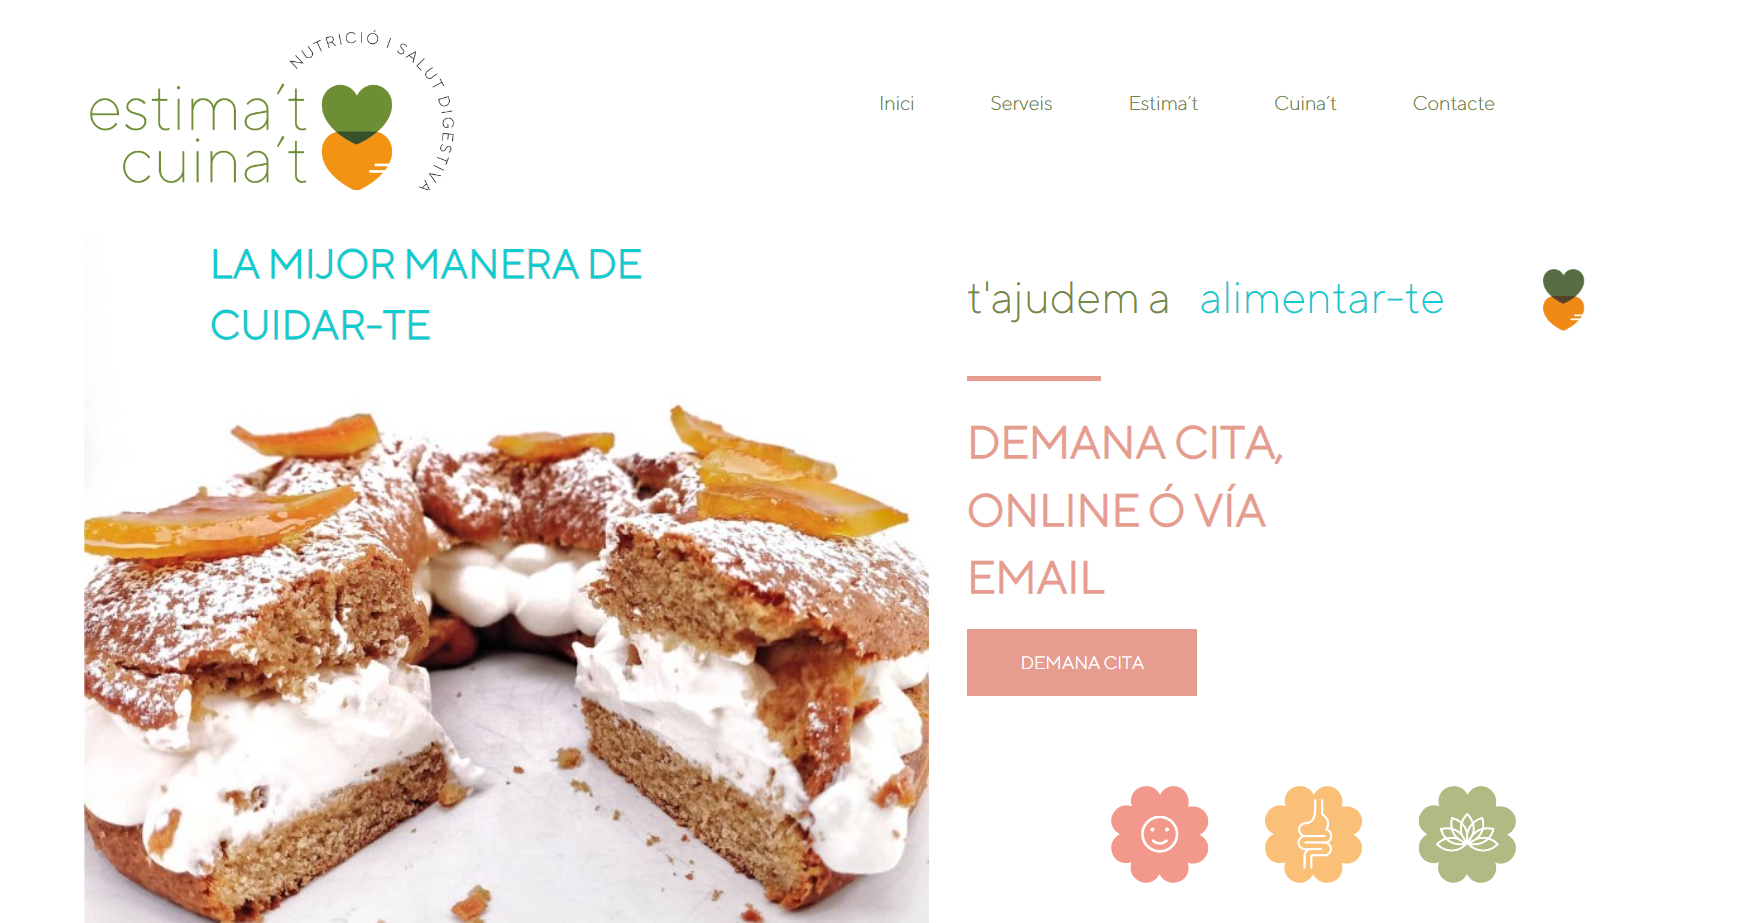 NUTRICIÓ I SALUT DIGESTIVA
estima´t
cuina´t
Inici
Serveis
Estima´t
Cuina´t
Contacte
LA MIJOR MANERA DE
CUIDAR-TE
t'ajudem a alimentar-te
DEMANA CITA,
ONLINE Ó VÍA
EMAIL
DEMANA CITA